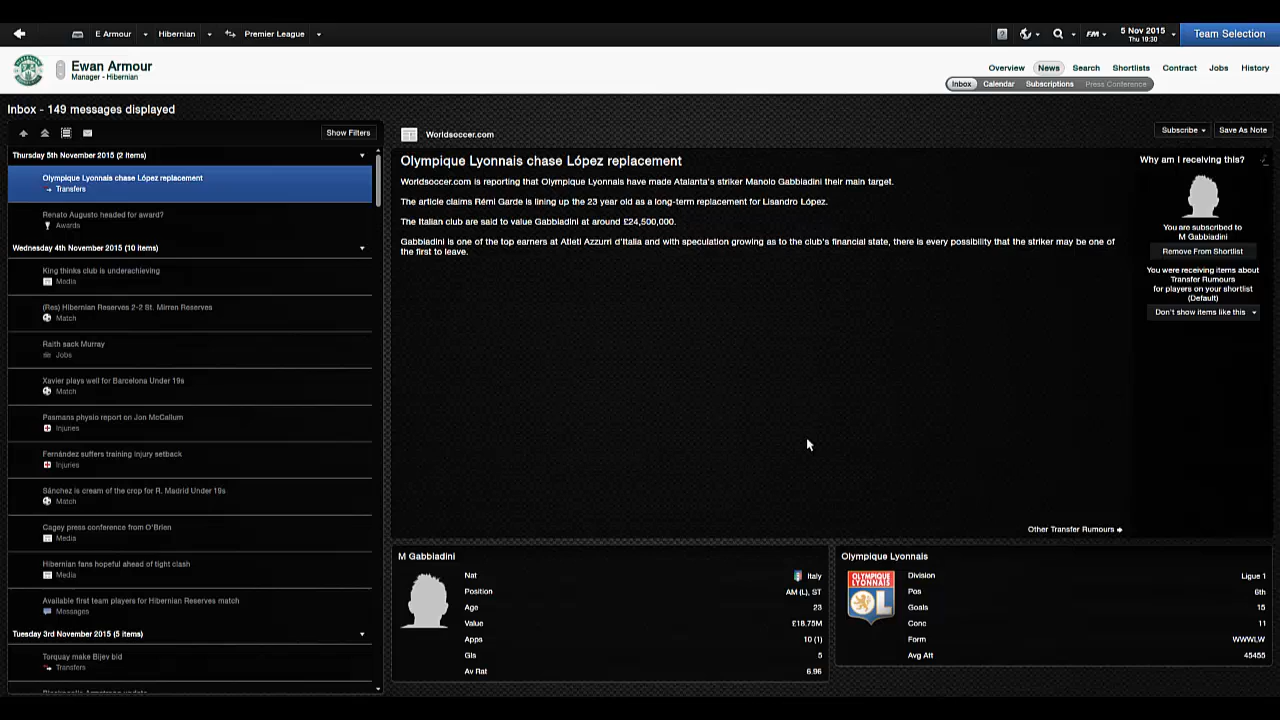 E Armour
Hibernian
Premier League
FM
5 Nov 2015
Thu 18:30
Team Selection
Ewan Armour
Manager - Hibernian
Overview News Search Shortlists Contract Jobs History
Inbox Calendar Subscriptions Press Conference
Inbox - 149 messages displayed
Show Filters
Thursday 5th November 2015 (2 items)
Olympique Lyonnais chase López replacement
Transfers
Renato Augusto headed for award?
Awards
Wednesday 4th November 2015 (10 items)
King thinks club is underachieving
Media
(Res) Hibernian Reserves 2-2 St. Mirren Reserves
Match
Raith sack Murray
Jobs
Xavier plays well for Barcelona Under 19s
Match
Pasmans physio report on Jon McCallum
Injuries
Fernández suffers training injury setback
Injuries
Sánchez is cream of the crop for R. Madrid Under 19s
Match
Cagey press conference from O'Brien
Media
Hibernian fans hopeful ahead of tight clash
Media
Available first team players for Hibernian Reserves match
Messages
Tuesday 3rd November 2015 (5 items)
Torquay make Bijev bid
Transfers
Worldsoccer.com
Subscribe
Save As Note
Olympique Lyonnais chase López replacement
Worldsoccer.com is reporting that Olympique Lyonnais have made Atalanta's striker Manolo Gabbiadini their main target.
The article claims Rémi Garde is lining up the 23 year old as a long-term replacement for Lisandro López.
The Italian club are said to value Gabbiadini at around £24,500,000.
Gabbiadini is one of the top earners at Atleti Azzurri d'Italia and with speculation growing as to the club's financial state, there is every possibility that the striker may be one of
the first to leave.
Why am I receiving this?
You are subscribed to
M Gabbiadini
Remove From Shortlist
You were receiving items about
Transfer Rumours
for players on your shortlist
(Default)
Don't show items like this
Other Transfer Rumours
M Gabbiadini
Nat Italy
Position AM (L), ST
Age 23
Value £18.75M
Apps 10 (1)
Gls 5
Av Rat 6.96
Olympique Lyonnais
OLYMPIQUE
LYONNAIS
OL
Division Ligue 1
Pos 6th
Goals 15
Conc 11
Form WWWLW
Avg Att 45455